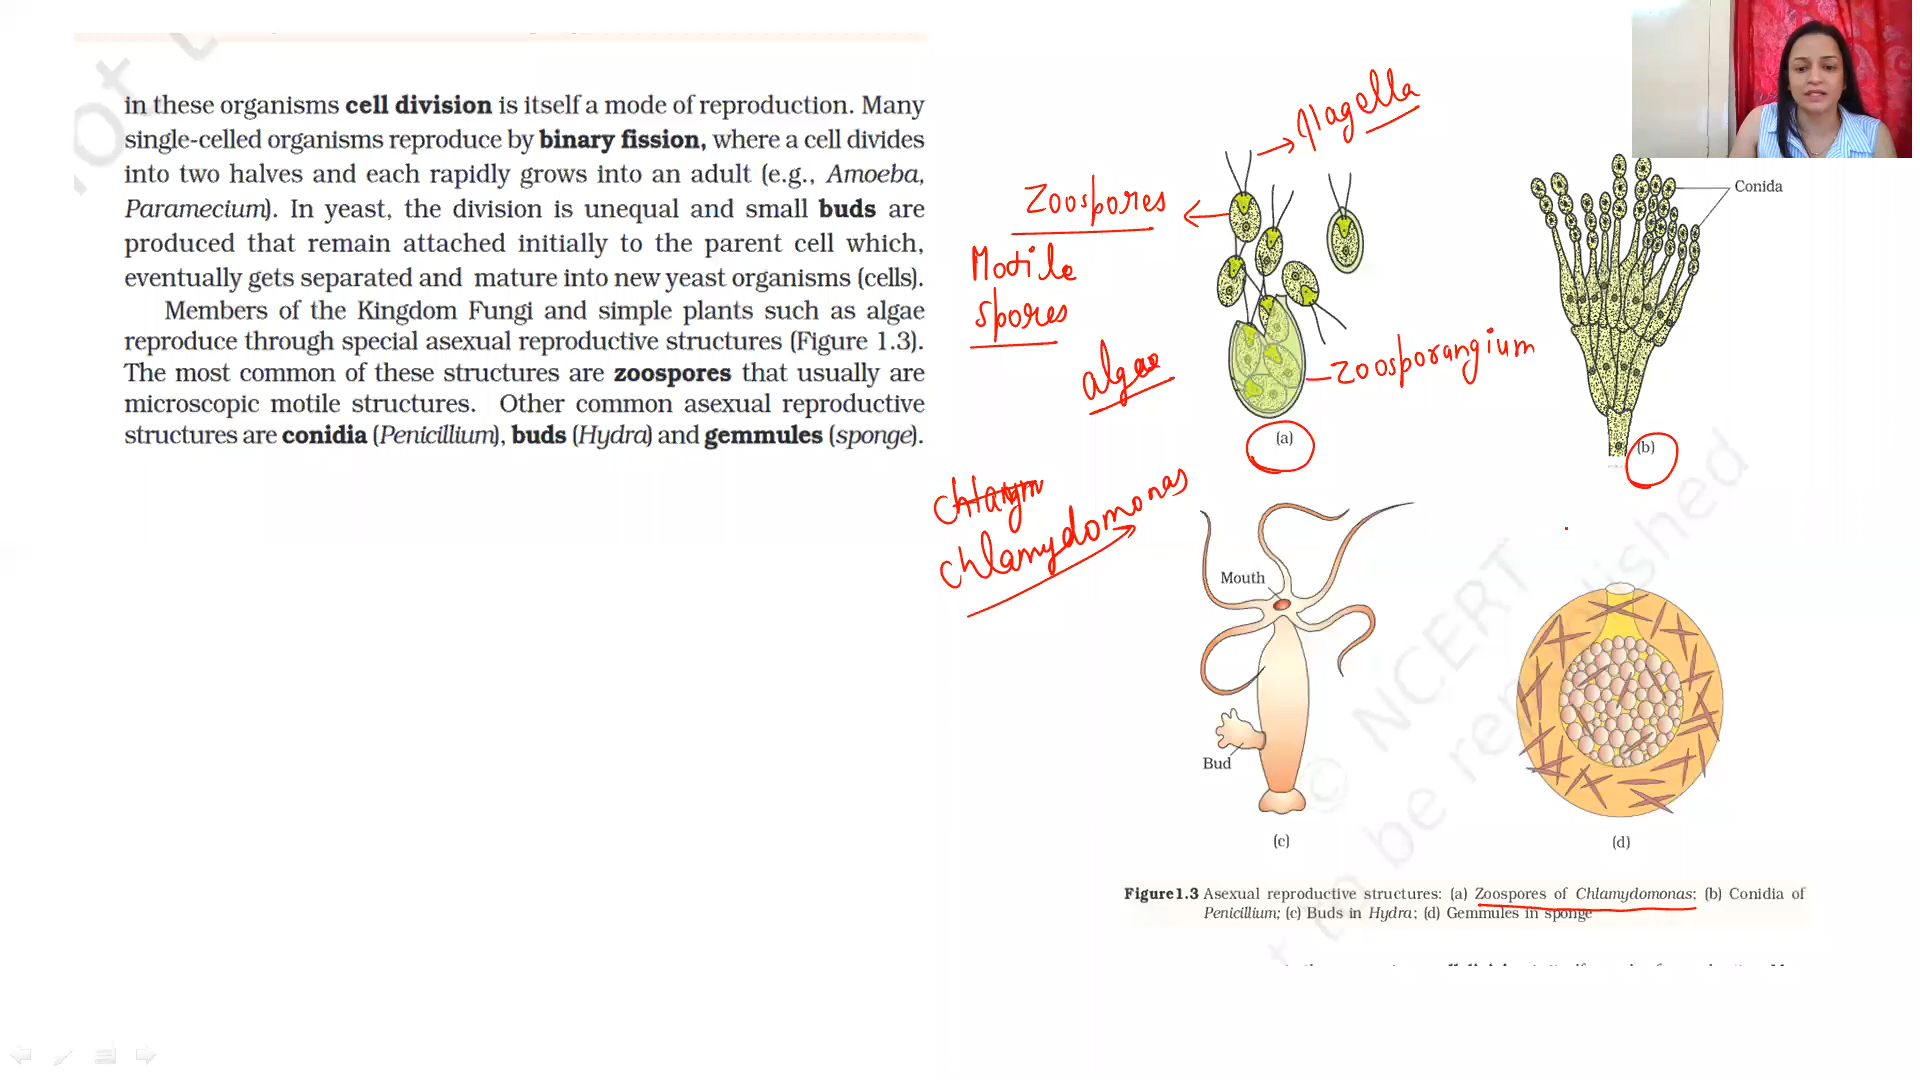 in these organisms cell division is itself a mode of reproduction. Many
single-celled organisms reproduce by binary fission, where a cell divides
into two halves and each rapidly grows into an adult (e.g., Amoeba,
Paramecium). In yeast, the division is unequal and small buds are
produced that remain attached initially to the parent cell which,
eventually gets separated and mature into new yeast organisms (cells).
Members of the Kingdom Fungi and simple plants such as algae
reproduce through special asexual reproductive structures (Figure 1.3).
The most common of these structures are zoospores that usually are
microscopic motile structures. Other common asexual reproductive
structures are conidia (Penicillium), buds (Hydra) and gemmules (sponge).
flagella
Zoospores
Motile
spores
algae
zoosporangium
(a)
Conida
(b)
chlamydomonas
Mouth
Bud
(c)
(d)
© NCERT
Figure1.3 Asexual reproductive structures: (a) Zoospores of Chlamydomonas; (b) Conidia of
Penicillium; (c) Buds in Hydra; (d) Gemmules in sponge